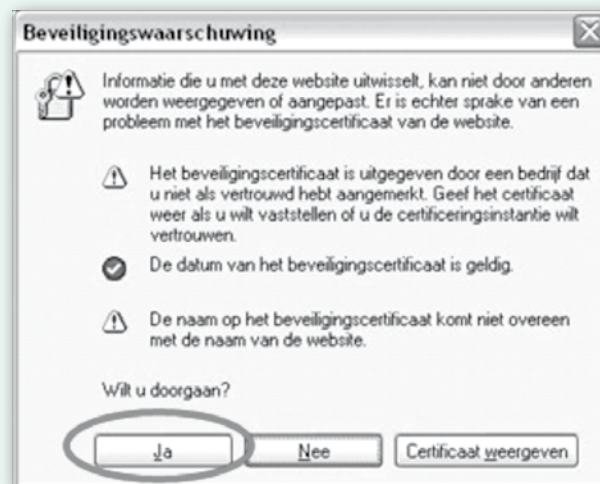 Beveiligingswaarschuwing
Informatie die u met deze website uitwisselt, kan niet door anderen
worden weergegeven of aangepast. Er is echter sprake van een
probleem met het beveiligingscertificaat van de website.
Het beveiligingscertificaat is uitgegeven door een bedrijf dat
u niet als vertrouwd hebt aangemerkt. Geef het certificaat
weer als u wilt vaststellen of u de certificeringsinstantie wilt
vertrouwen.
De datum van het beveiligingscertificaat is geldig.
De naam op het beveiligingscertificaat komt niet overeen
met de naam van de website.
Wilt u doorgaan?
Ja Nee Certificaat weergeven